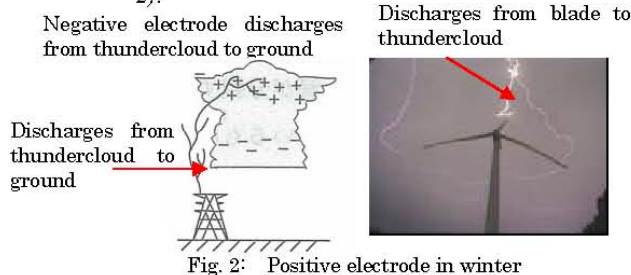 2).
Negative electrode discharges
from thundercloud to ground
Discharges from blade to
thundercloud
Discharges from
thundercloud to
ground
Fig. 2: Positive electrode in winter